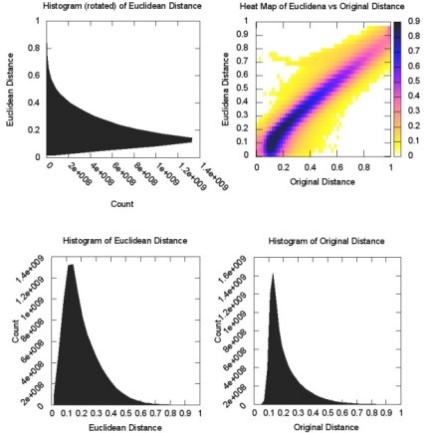 Histogram (rotated) of Euclidean Distance
Euclidean Distance
1
0.8
0.6
0.4
0.2
0
0
2e+008
4e+008
6e+008
8e+008
1e+009
1.2e+009
1.4e+009
Count
Heat Map of Euclidena vs Original Distance
Euclidena Distance
1
0.9
0.8
0.7
0.6
0.5
0.4
0.3
0.2
0.1
0
0
0.2
0.4
0.6
0.8
1
Original Distance
0.9
0.8
0.7
0.6
0.5
0.4
0.3
0.2
0.1
0
Histogram of Euclidean Distance
Count
1.4e+009
1.2e+009
1e+009
8e+008
6e+008
4e+008
2e+008
0 0.1 0.2 0.3 0.4 0.5 0.6 0.7 0.8 0.9 1
Euclidean Distance
Histogram of Original Distance
Count
1.6e+009
1.4e+009
1.2e+009
1e+009
8e+008
6e+008
4e+008
2e+008
0 0.1 0.2 0.3 0.4 0.5 0.6 0.7 0.8 0.9 1
Original Distance